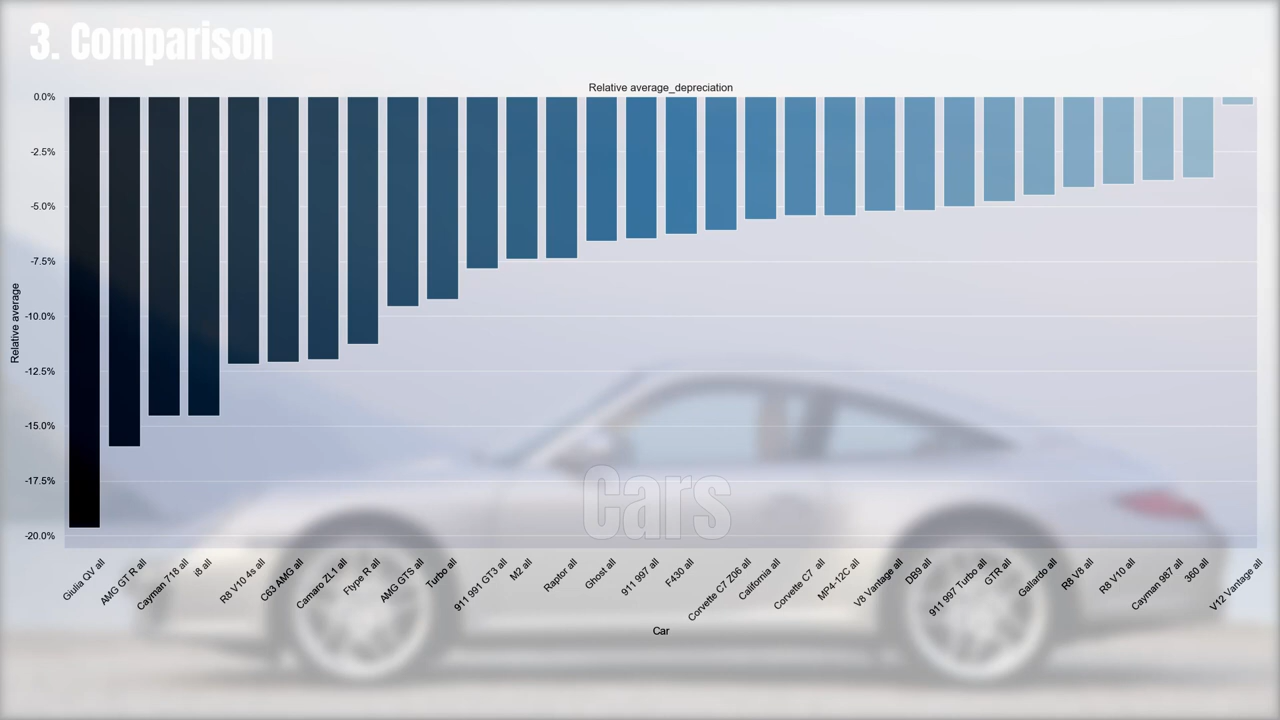 3. Comparison
Relative average_depreciation
0.0%
-2.5%
-5.0%
-7.5%
-10.0%
-12.5%
-15.0%
-17.5%
-20.0%
Relative average
Cars
Giulia QV all
AMG GT R all
Cayman 718 all
i8 all
R8 V10 4s all
C63 AMG all
Camaro ZL1 all
Ftype R all
AMG GTS all
Turbo all
911 991 GT3 all
M2 all
Raptor all
Ghost all
911 997 all
F430 all
Corvette C7 Z06 all
California all
Corvette C7 all
MP4-12C all
V8 Vantage all
DB9 all
911 997 Turbo all
GTR all
Gallardo all
R8 V8 all
R8 V10 all
Cayman 987 all
360 all
V12 Vantage all
Car